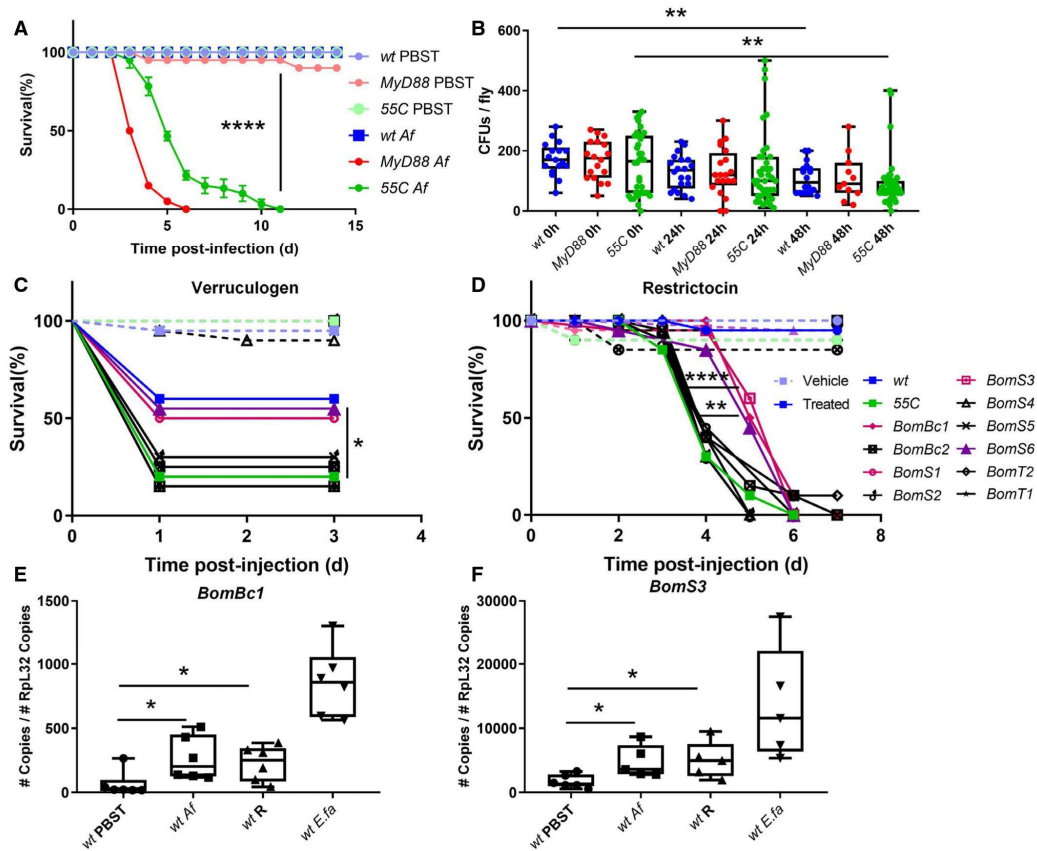 A
Survival(%)
100
50
0
0
5
10
15
Time post-infection (d)
****
wt PBST
MyD88 PBST
55C PBST
wt Af
MyD88 Af
55C Af
B
CFUs / fly
600
400
200
0
**
**
wt 0h
MyD88 0h
55C 0h
wt 24h
MyD88 24h
55C 24h
wt 48h
MyD88 48h
55C 48h
C
Verruculogen
Survival(%)
100
50
0
0
1
2
3
4
*
Time post-injection (d)
D
Restrictocin
Survival(%)
100
50
0
0
2
4
6
8
****
**
Time post-injection (d)
Vehicle
Treated
wt
55C
BomBc1
BomBc2
BomS1
BomS2
BomS3
BomS4
BomS5
BomS6
BomT2
BomT1
E
BomBc1
# Copies / # RpL32 Copies
1500
1000
500
0
*
*
wt PBST
wt Af
wt R
wt E.fa
F
BomS3
# Copies / # RpL32 Copies
30000
20000
10000
0
*
*
wt PBST
wt Af
wt R
wt E.fa